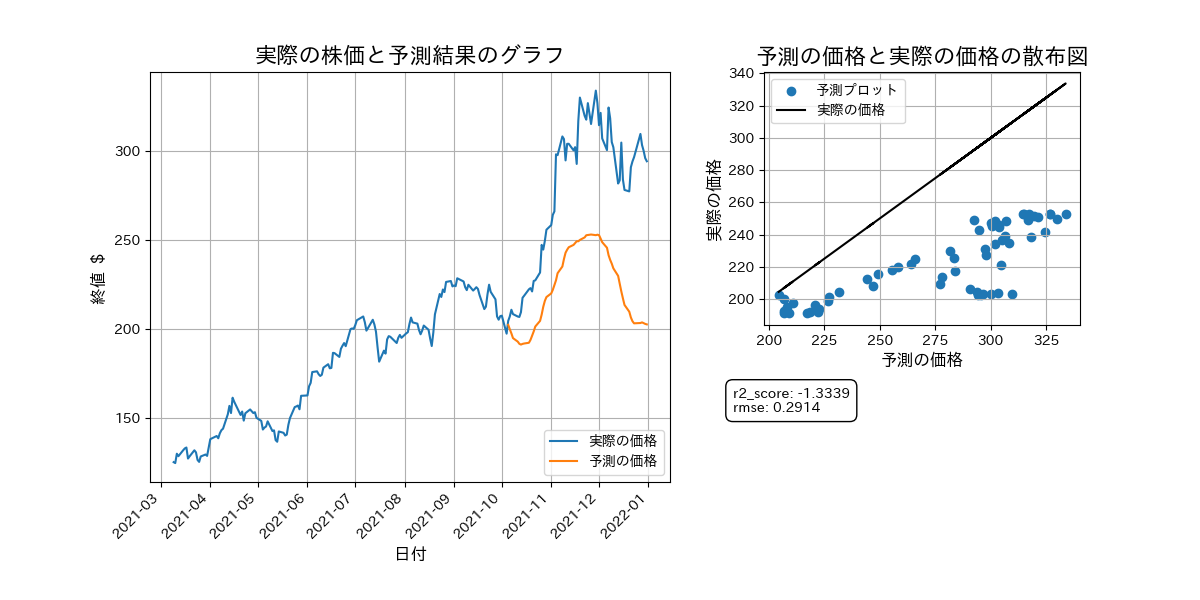 実際の株価と予測結果のグラフ
終値 $
300
250
200
150
2021-03
2021-04
2021-05
2021-06
2021-07
2021-08
2021-09
2021-10
2021-11
2021-12
2022-01
日付
実際の価格
予測の価格
予測の価格と実際の価格の散布図
実際の価格
340
320
300
280
260
240
220
200
200
225
250
275
300
325
予測の価格
予測プロット
実際の価格
r2_score: -1.3339
rmse: 0.2914